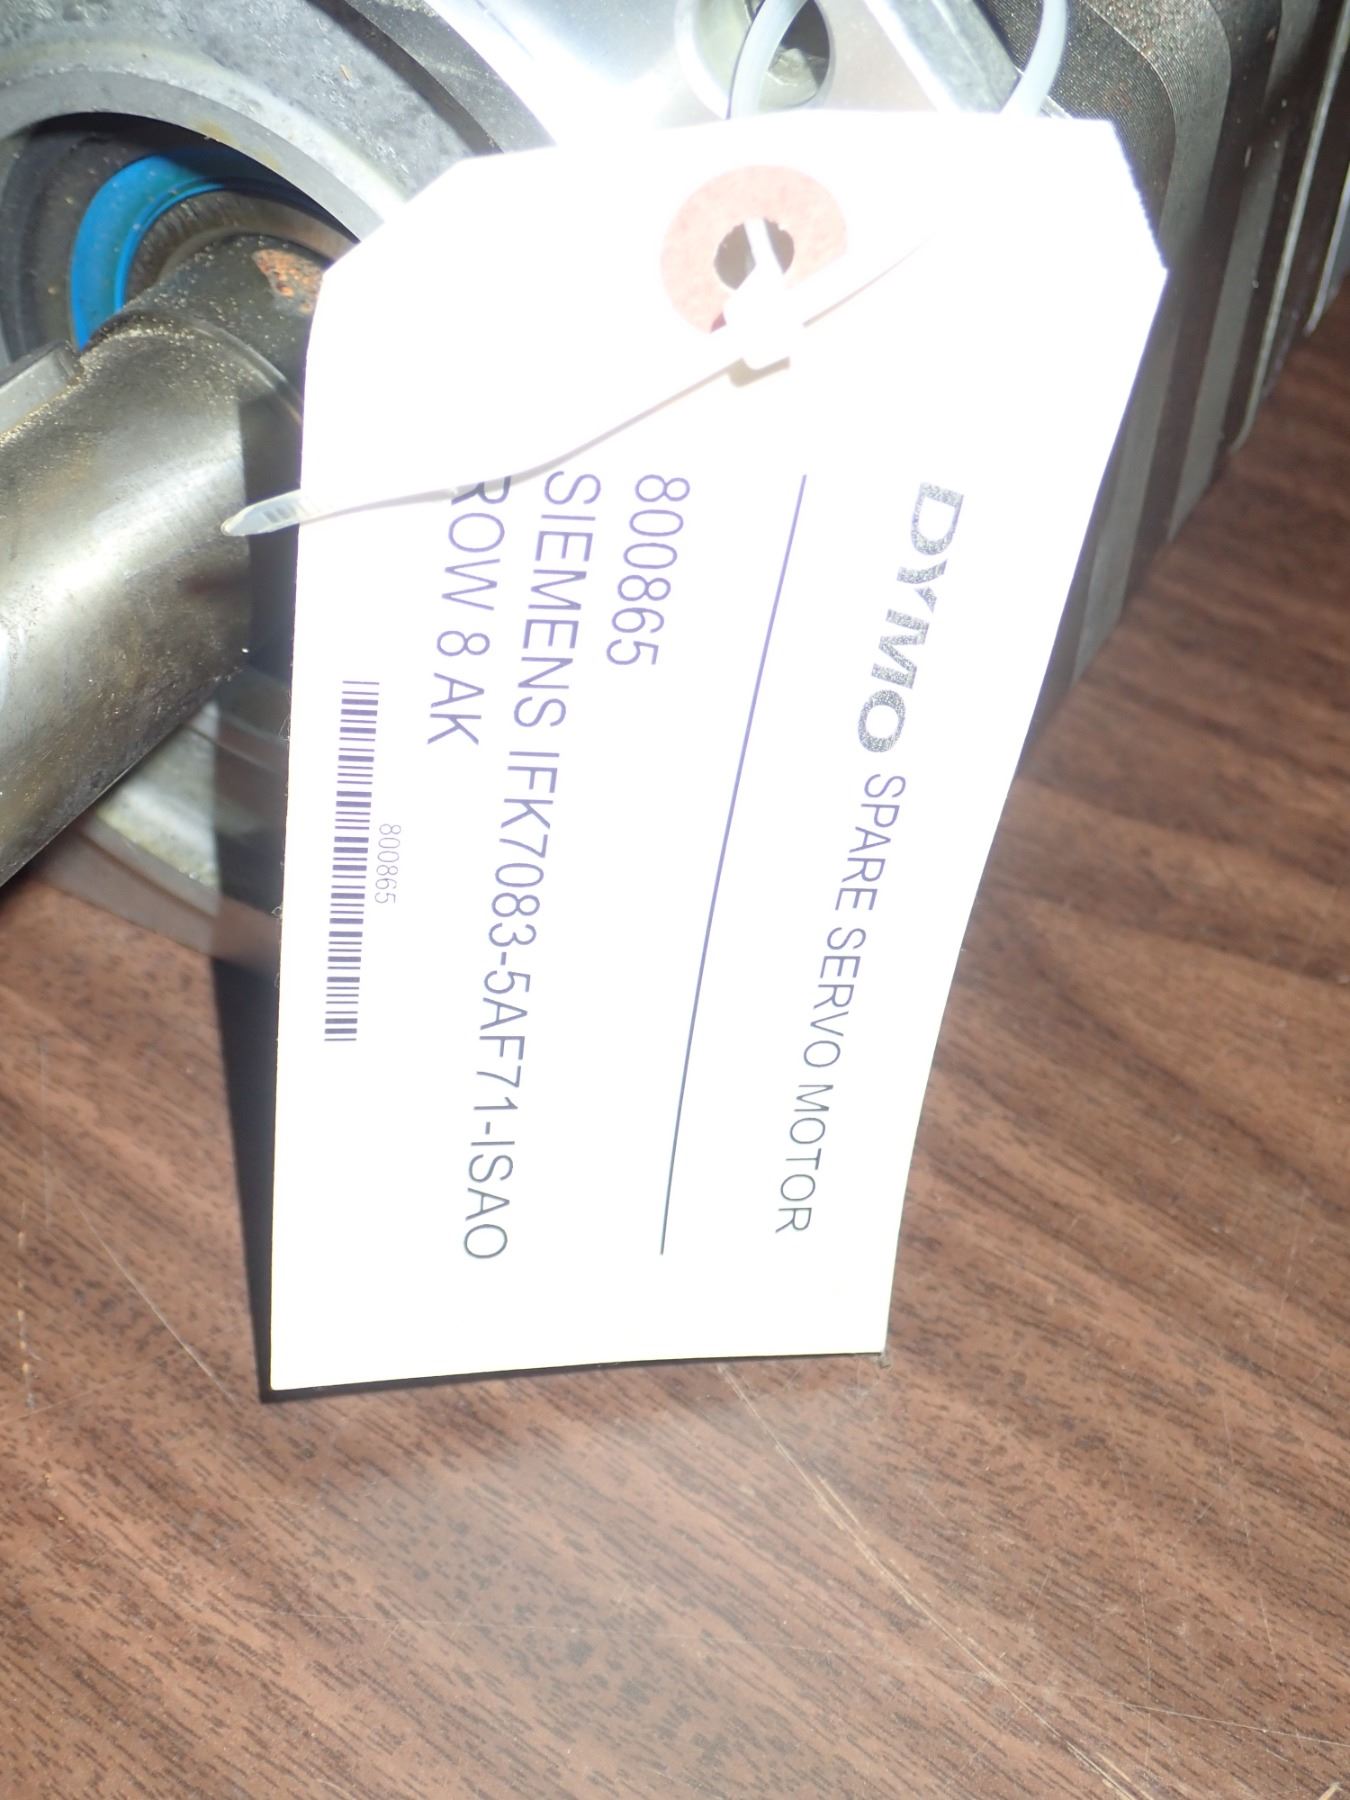 DYMO SPARE SERVO MOTOR
800865
SIEMENS IFK7083-5AF71-ISAO
ROW 8 AK
800865